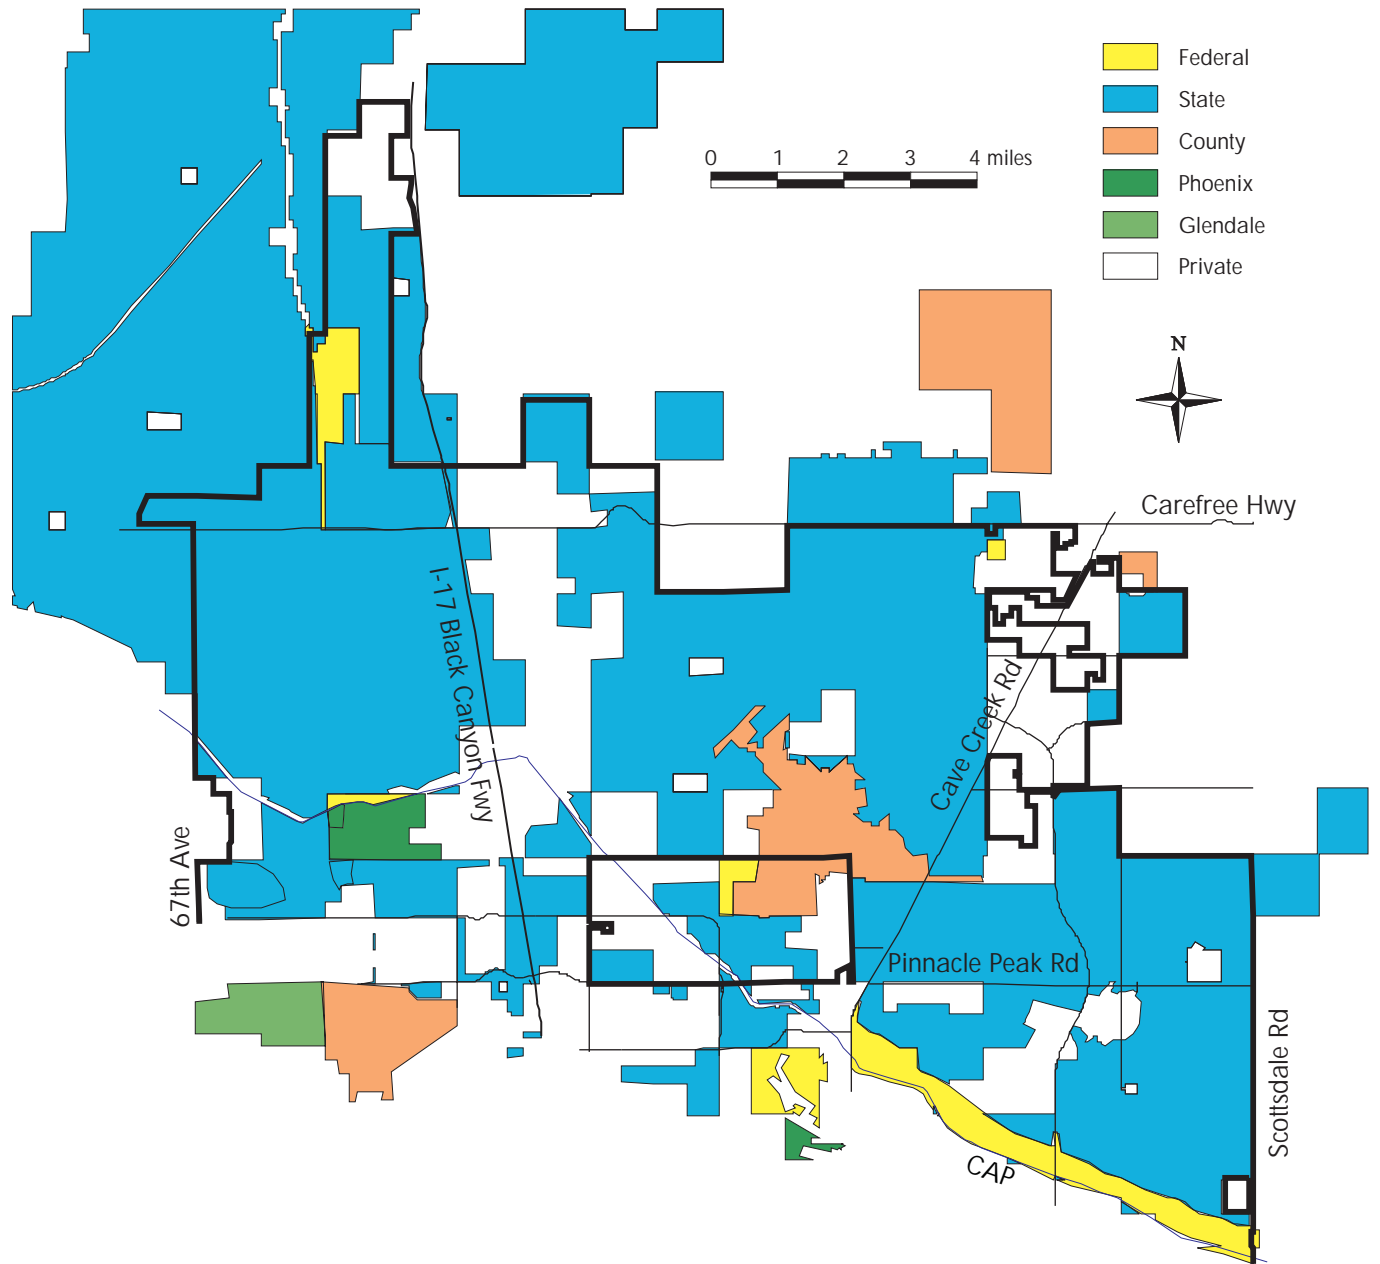 Federal
State
County
Phoenix
Glendale
Private
0 1 2 3 4 miles
N
Carefree Hwy
I-17 Black Canyon Fwy
Cave Creek Rd
67th Ave
Pinnacle Peak Rd
Scottsdale Rd
CAP